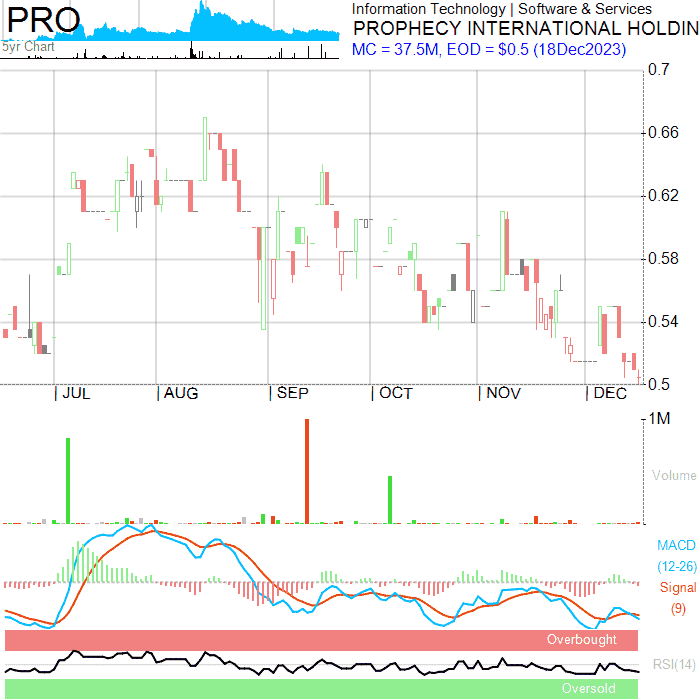 PRO
5yr Chart
Information Technology | Software & Services
PROPHECY INTERNATIONAL HOLDIN
MC = 37.5M, EOD = $0.5 (18Dec2023)
0.7
0.66
0.62
0.58
0.54
0.5
| JUL | AUG | SEP | OCT | NOV | DEC
1M
Volume
MACD
(12-26)
Signal
(9)
Overbought
RSI(14)
Oversold